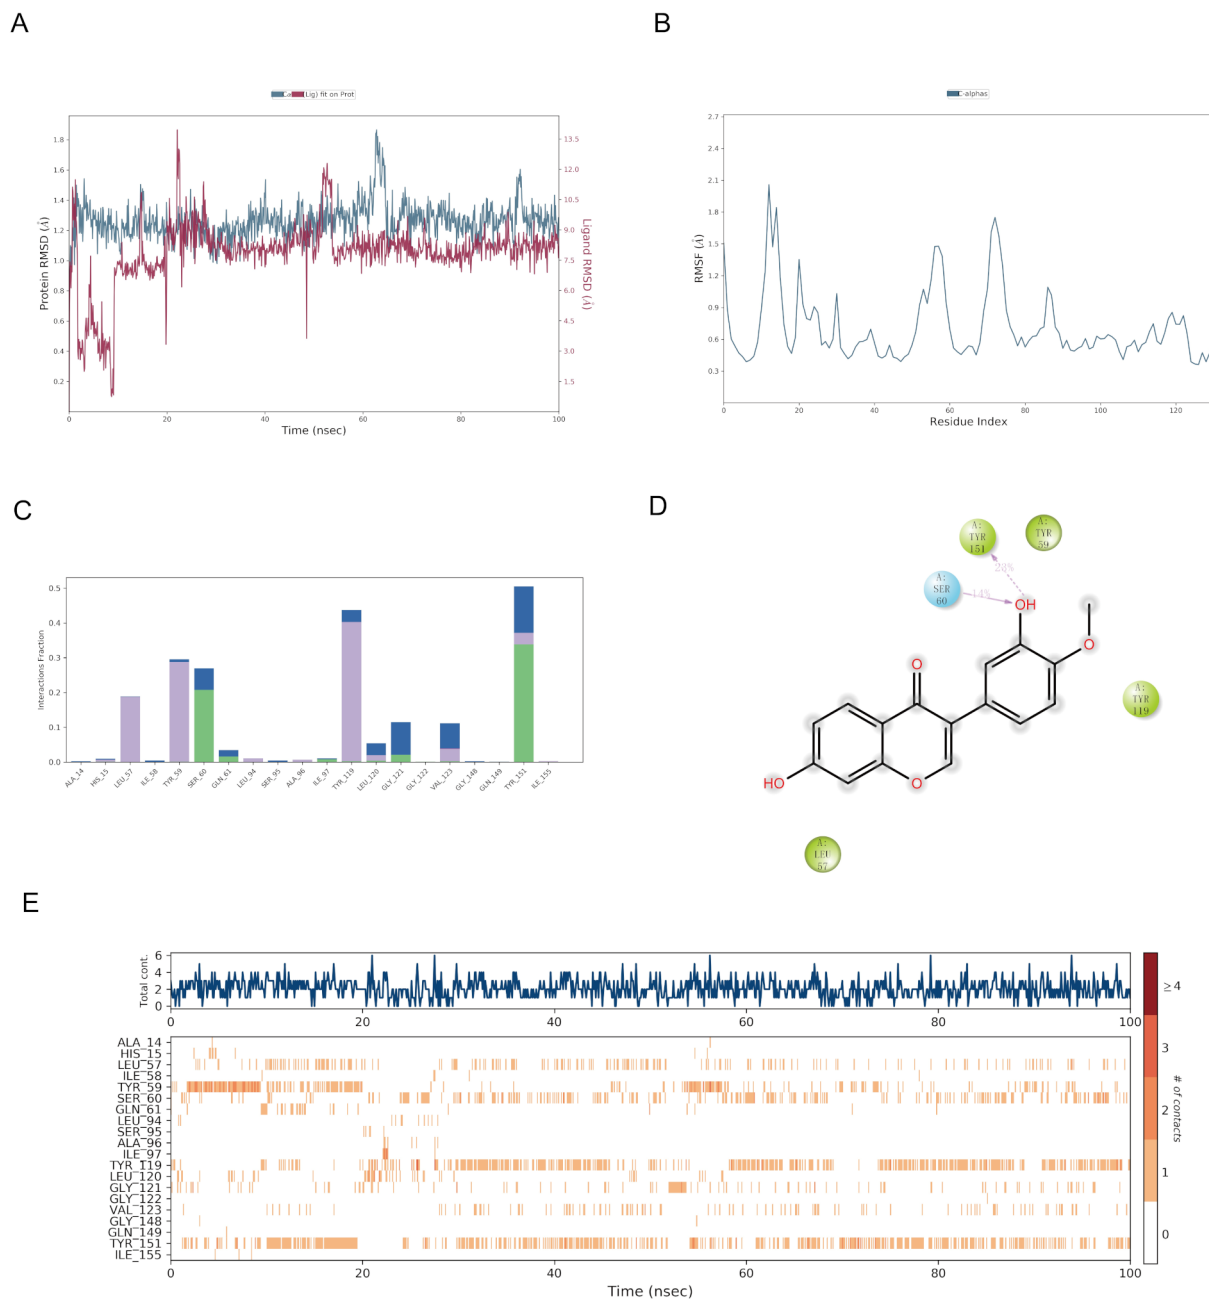 A
B
Lig) fit on Prot
C-alphas
Protein RMSD (Å)
1.8
1.6
1.4
1.2
1.0
0.8
0.6
0.4
0.2
13.5
12.0
10.5
9.0
7.5
6.0
4.5
3.0
1.5
Ligand RMSD (Å)
0 20 40 60 80 100
Time (nsec)
RMSF (Å)
2.7
2.4
2.1
1.8
1.5
1.2
0.9
0.6
0.3
0 20 40 60 80 100 120
Residue Index
C
D
Interactions Fraction
0.5
0.4
0.3
0.2
0.1
0.0
ALA_14 HIS_15 LEU_57 ILE_58 TYR_59 SER_60 GLN_61 LEU_94 SER_95 ALA_96 ILE_97 TYR_119 LEU_120 GLY_121 GLY_122 VAL_123 GLY_148 GLN_149 TYR_151 ILE_155
A:
TYR
151
A:
TYR
59
23%
A:
SER
60
14%
OH
O
O
A:
TYR
119
HO
O
A:
LEU
57
E
Total cont.
6
4
2
0
0 20 40 60 80 100
ALA_14
HIS_15
LEU_57
ILE_58
TYR_59
SER_60
GLN_61
LEU_94
SER_95
ALA_96
ILE_97
TYR_119
LEU_120
GLY_121
GLY_122
VAL_123
GLY_148
GLN_149
TYR_151
ILE_155
0 20 40 60 80 100
Time (nsec)
≥ 4
3
2
1
0
# of contacts